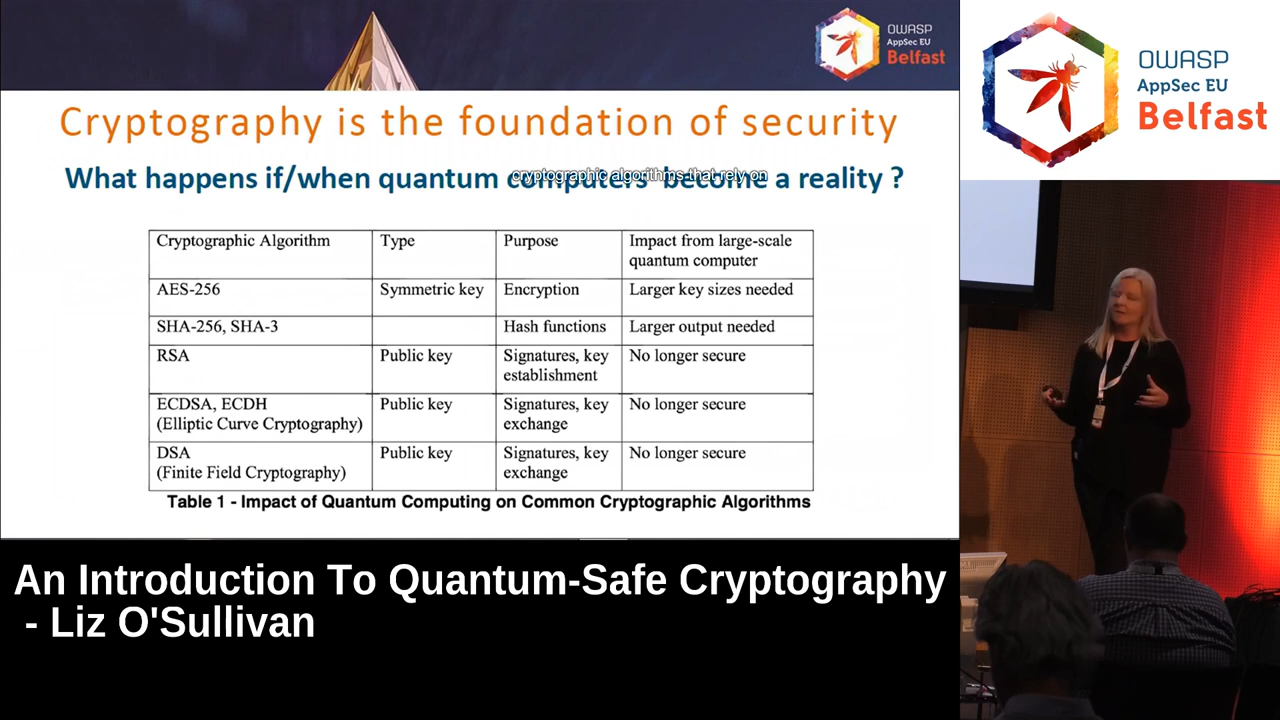 OWASP
AppSec EU
Belfast
OWASP
AppSec EU
Belfast
Cryptography is the foundation of security
What happens if/when quantum computers become a reality ?
cryptographic algorithms that rely on
Cryptographic Algorithm Type Purpose Impact from large-scale
quantum computer
AES-256 Symmetric key Encryption Larger key sizes needed
SHA-256, SHA-3 Hash functions Larger output needed
RSA Public key Signatures, key No longer secure
establishment
ECDSA, ECDH Public key Signatures, key No longer secure
(Elliptic Curve Cryptography) exchange
DSA Public key Signatures, key No longer secure
(Finite Field Cryptography) exchange
Table 1 - Impact of Quantum Computing on Common Cryptographic Algorithms
An Introduction To Quantum-Safe Cryptography
- Liz O'Sullivan